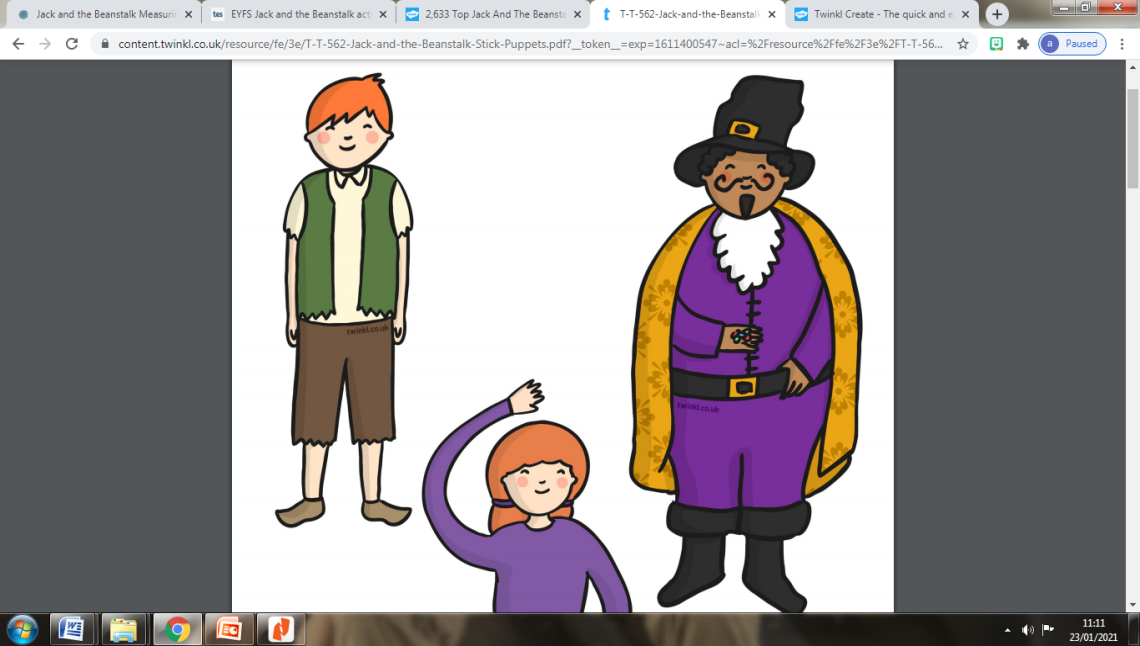 Jack and the Beanstalk Measurin
tes EYFS Jack and the Beanstalk act
2,633 Top Jack And The Beansta
t T-T-562-Jack-and-the-Beanstalk
Twinkl Create - The quick and e
content.twinkl.co.uk/resource/fe/3e/T-T-562-Jack-and-the-Beanstalk-Stick-Puppets.pdf?__token__=exp=1611400547~acl=%2Fresource%2Ffe%2F3e%2FT-T-56...
a Paused
twinkl.co.uk
twinkl.co.uk
11:11
23/01/2021